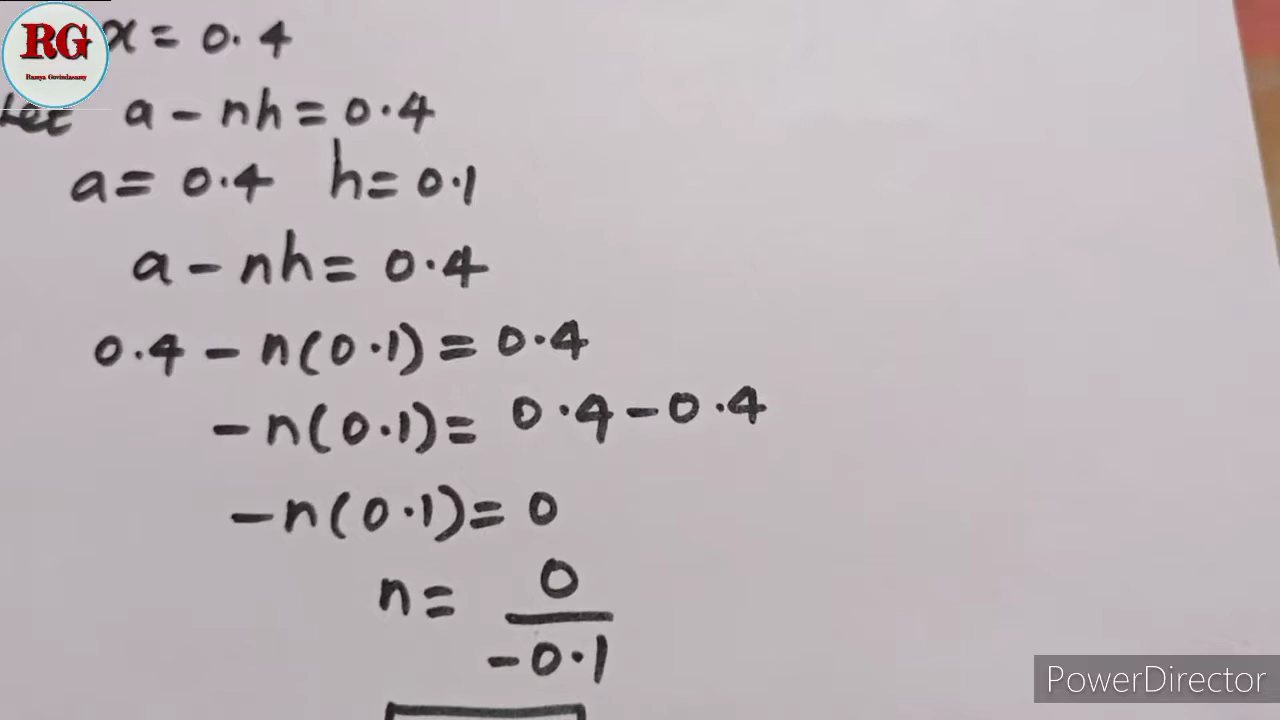 RG
Ramya Govindasamy
x = 0.4
Let a - nh = 0.4
a = 0.4 h = 0.1
a - nh = 0.4
0.4 - n(0.1) = 0.4
-n(0.1) = 0.4 - 0.4
-n(0.1) = 0
n = 0 / -0.1
PowerDirector